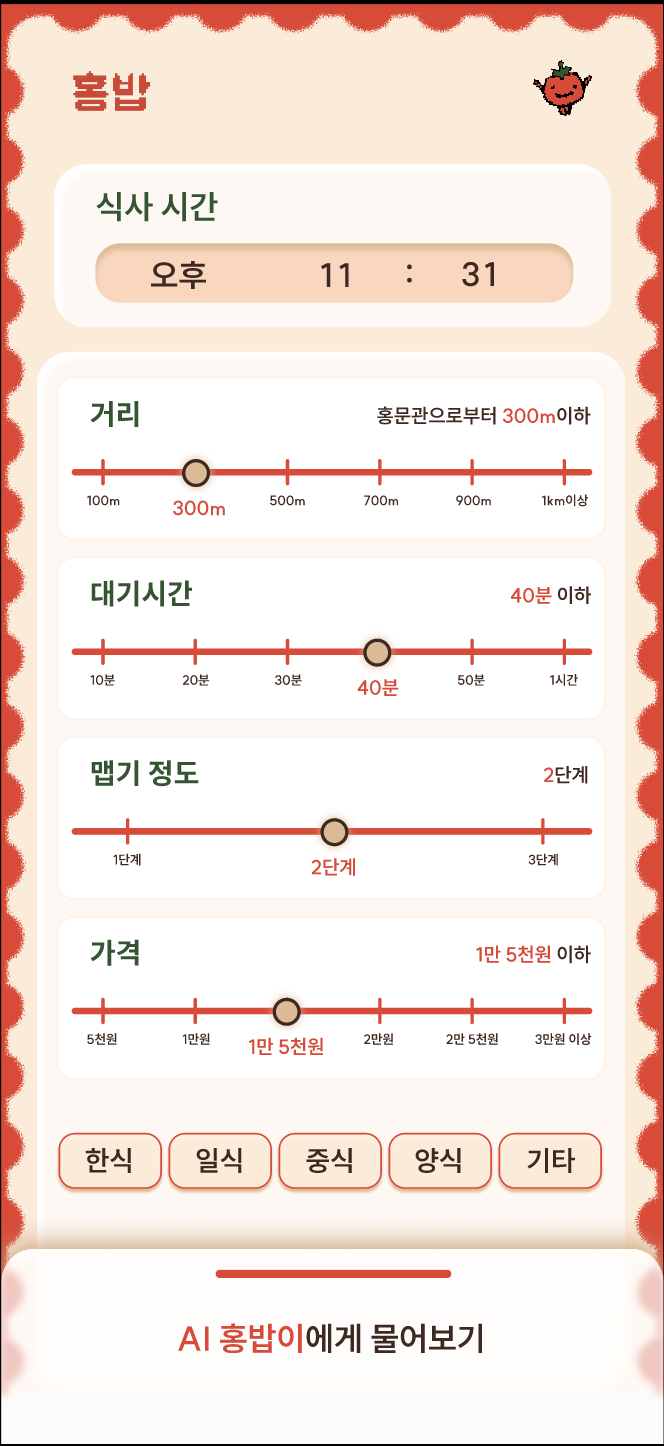 홍밥
식사 시간
오후 11 : 31
거리 홍문관으로부터 300m이하
100m 300m 500m 700m 900m 1km이상
대기시간 40분 이하
10분 20분 30분 40분 50분 1시간
맵기 정도 2단계
1단계 2단계 3단계
가격 1만 5천원 이하
5천원 1만원 1만 5천원 2만원 2만 5천원 3만원 이상
한식 일식 중식 양식 기타
AI 홍밥이에게 물어보기